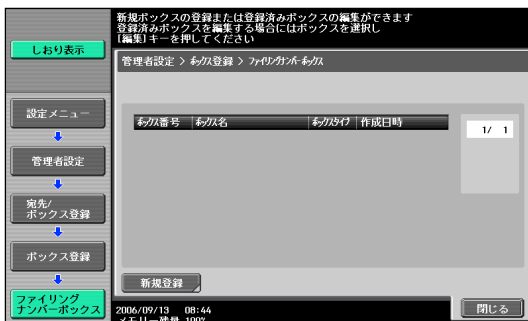 新規ボックスの登録または登録済みボックスの編集ができます
登録済みボックスを編集する場合にはボックスを選択し
[編集]キーを押してください
しおり表示
管理者設定 > ボックス登録 > ファイリングナンバーボックス
設定メニュー
管理者設定
宛先/
ボックス登録
ボックス登録
ファイリング
ナンバーボックス
ボックス番号 ボックス名 ボックスタイプ 作成日時
1/ 1
新規登録
2006/09/13 08:44
メモリー残量 100%
閉じる